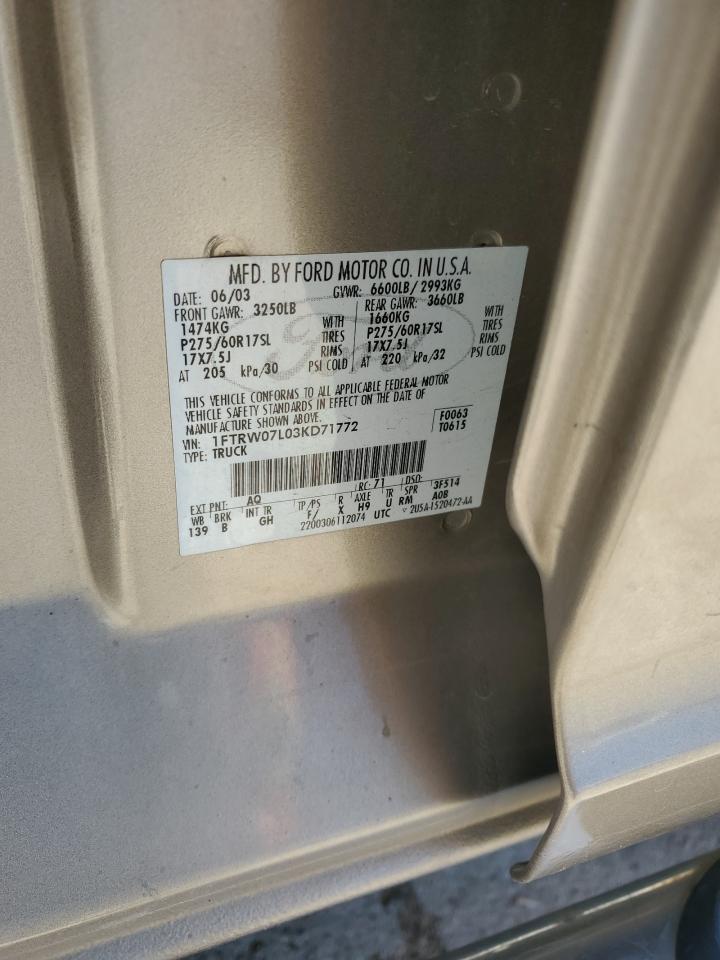 MFD. BY FORD MOTOR CO. IN U.S.A.
DATE: 06/03 GVWR: 6600LB/ 2993KG
FRONT GAWR: 3250LB REAR GAWR: 3660LB
1474KG WITH 1660KG WITH
P275/60R17SL TIRES P275/60R17SL TIRES
17X7.5J RIMS 17X7.5J RIMS
AT 205 kPa/30 PSI COLD AT 220 kPa/32 PSI COLD
Ford
THIS VEHICLE CONFORMS TO ALL APPLICABLE FEDERAL MOTOR
VEHICLE SAFETY STANDARDS IN EFFECT ON THE DATE OF
MANUFACTURE SHOWN ABOVE.
F0063
VIN: 1FTRW07L03KD71772 T0615
TYPE: TRUCK
EXT PNT: AQ RC: 71 DSO: 3F514
WB BRK INT TR TP/PS R AXLE TR SPR A0B
139 B GH F/ X H9 U RM
2200306112074 UTC 2U5A-1520472-AA